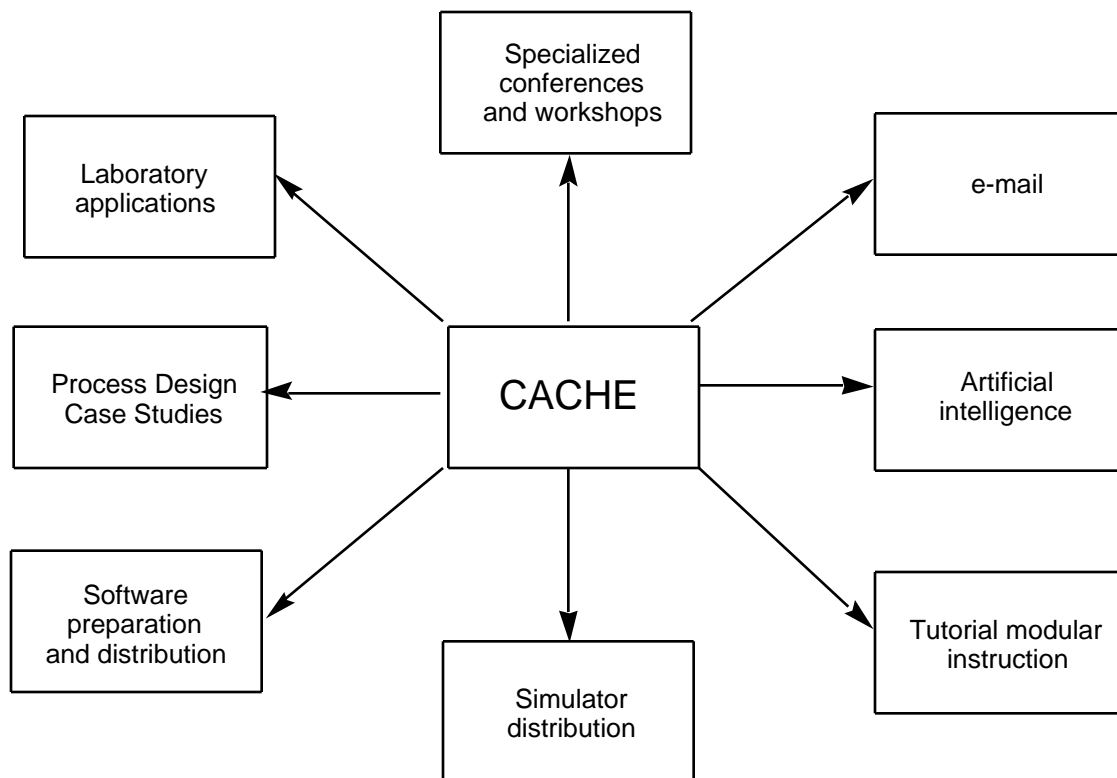 Specialized
conferences
and workshops
Laboratory
applications
e-mail
Process Design
Case Studies
CACHE
Artificial
intelligence
Software
preparation
and distribution
Simulator
distribution
Tutorial modular
instruction